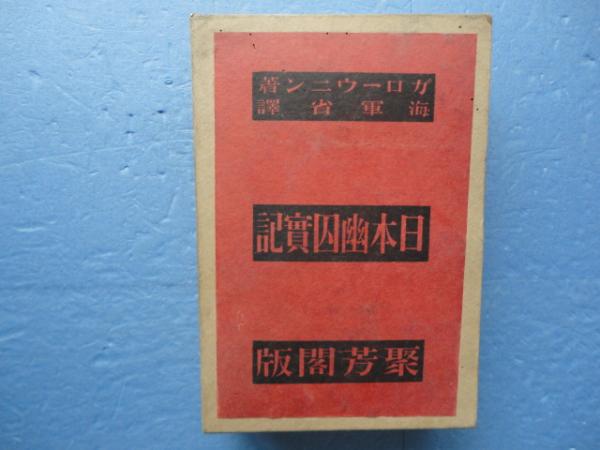 ガローウニン著
海軍省譯
日本幽囚實記
聚芳閣版